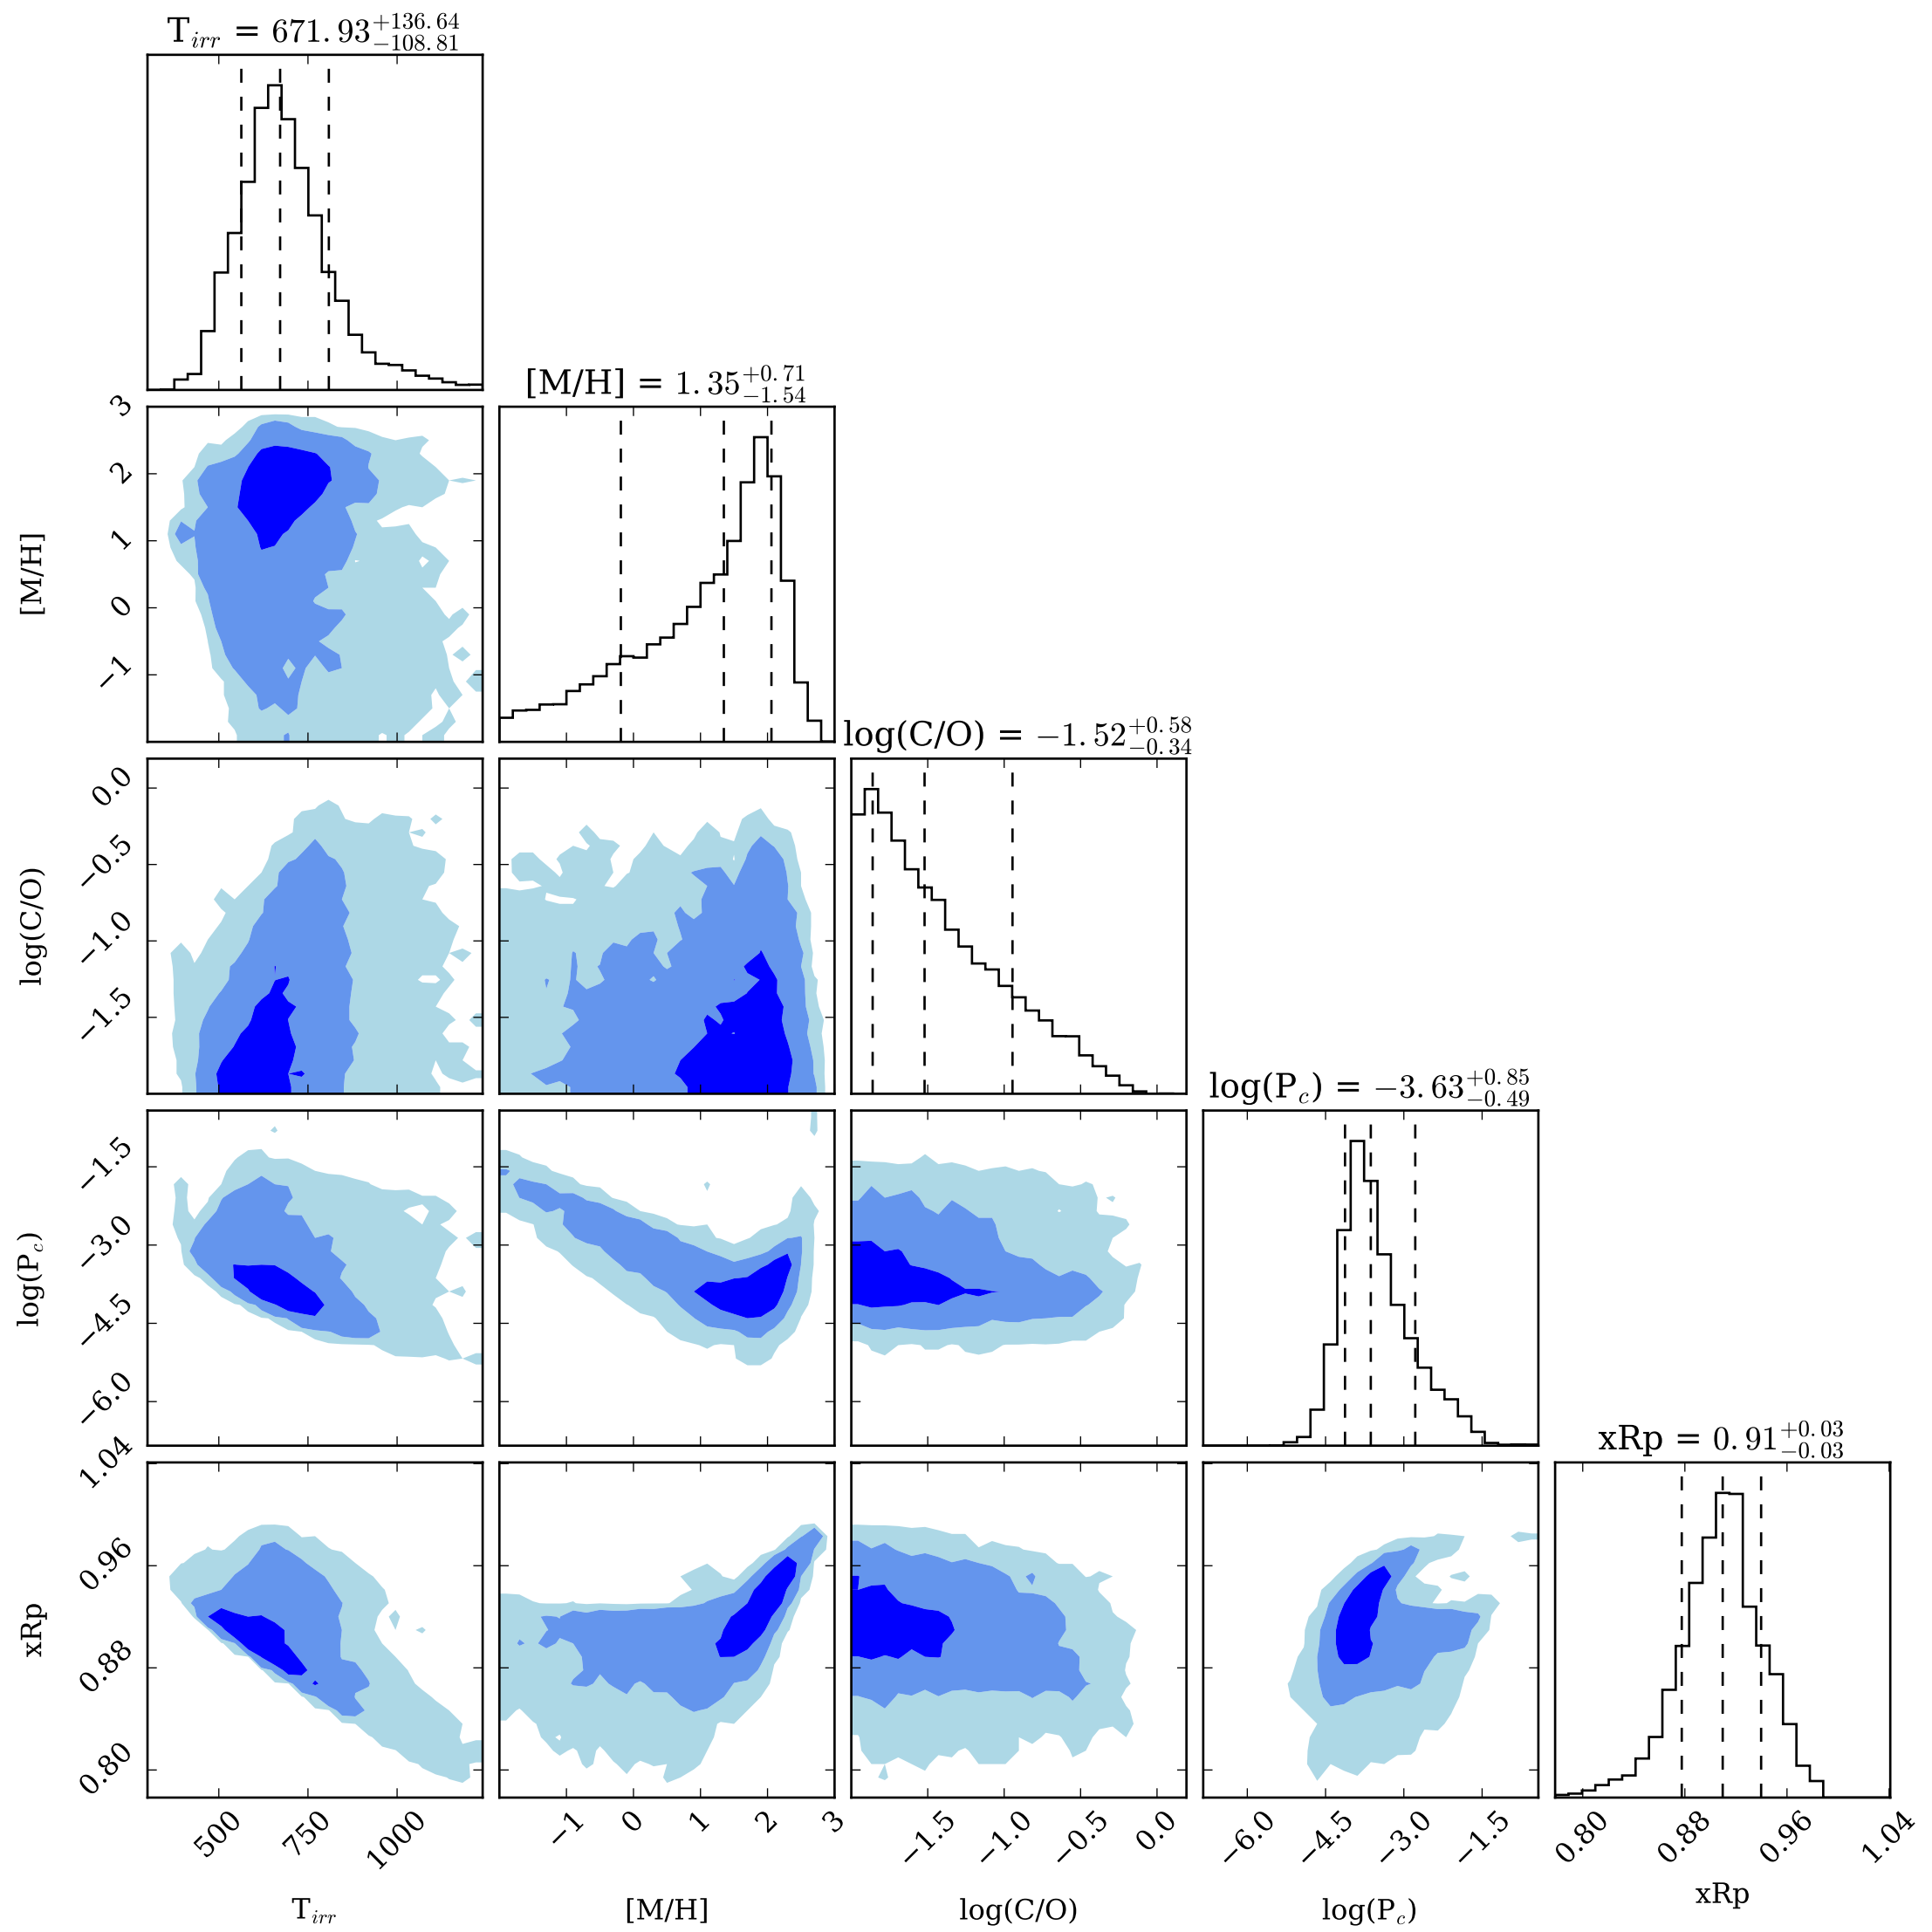 T_irr = 671.93 +136.64 −108.81
[M/H] = 1.35 +0.71 −1.54
3
2
1
0
−1
[M/H]
log(C/O) = −1.52 +0.58 −0.34
0.0
−0.5
−1.0
−1.5
log(C/O)
log(P_c) = −3.63 +0.85 −0.49
−1.5
−3.0
−4.5
−6.0
log(P_c)
xRp = 0.91 +0.03 −0.03
1.04
0.96
0.88
0.80
xRp
500 750 1000
−1 0 1 2 3
−1.5 −1.0 −0.5 0.0
−6.0 −4.5 −3.0 −1.5
0.80 0.88 0.96 1.04
T_irr
[M/H]
log(C/O)
log(P_c)
xRp